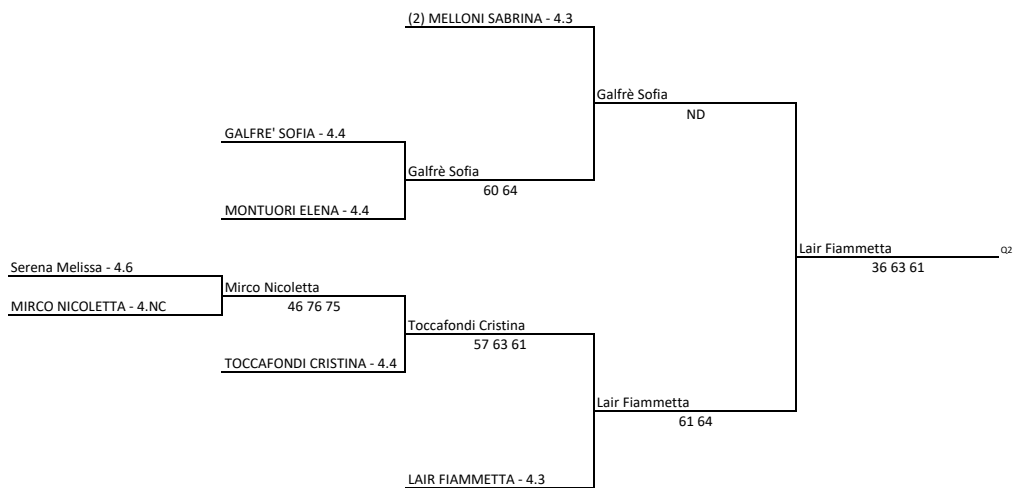 (2) MELLONI SABRINA - 4.3
Galfrè Sofia
ND
GALFRE' SOFIA - 4.4
Galfrè Sofia
60 64
MONTUORI ELENA - 4.4
Lair Fiammetta
Q2
36 63 61
Serena Melissa - 4.6
Mirco Nicoletta
MIRCO NICOLETTA - 4.NC
46 76 75
Toccafondi Cristina
57 63 61
TOCCAFONDI CRISTINA - 4.4
Lair Fiammetta
61 64
LAIR FIAMMETTA - 4.3